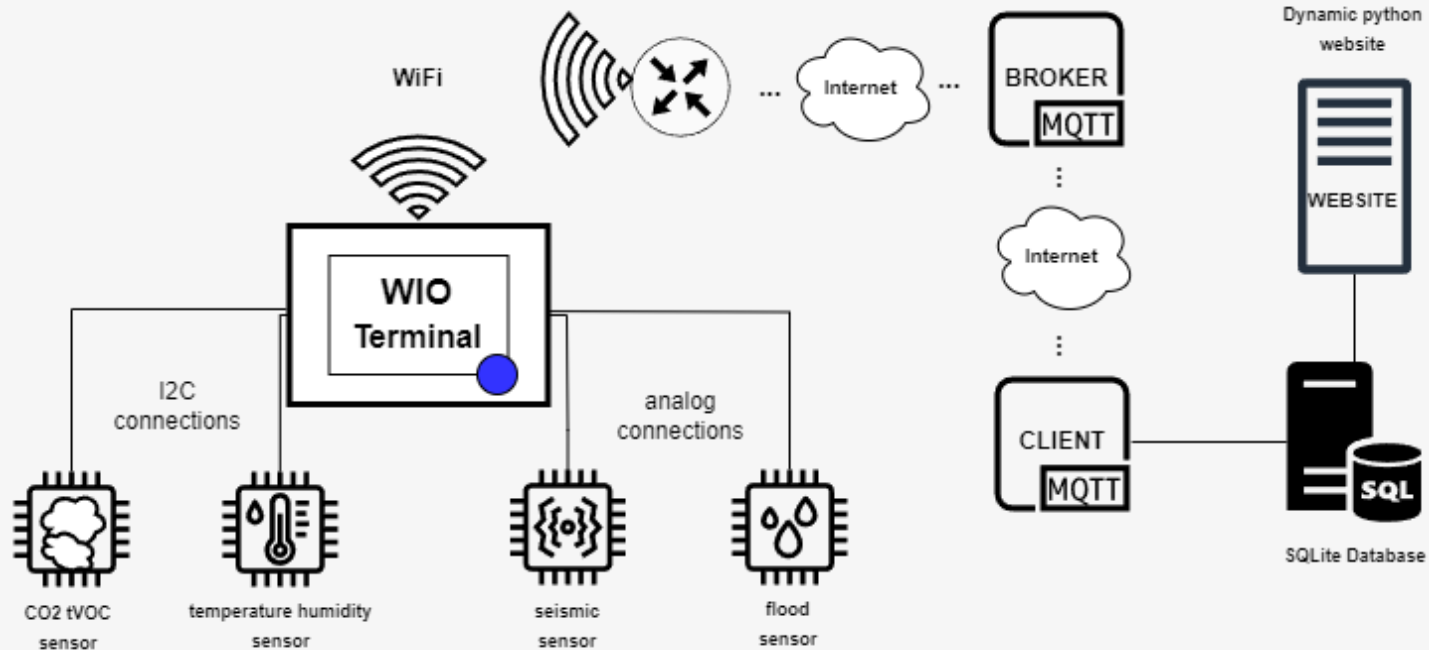 Dynamic python
website
WiFi
...
Internet
...
BROKER
MQTT
WEBSITE
...
Internet
WIO
Terminal
...
I2C
connections
analog
connections
CLIENT
MQTT
SQL
SQLite Database
CO2 tVOC
sensor
temperature humidity
sensor
seismic
sensor
flood
sensor